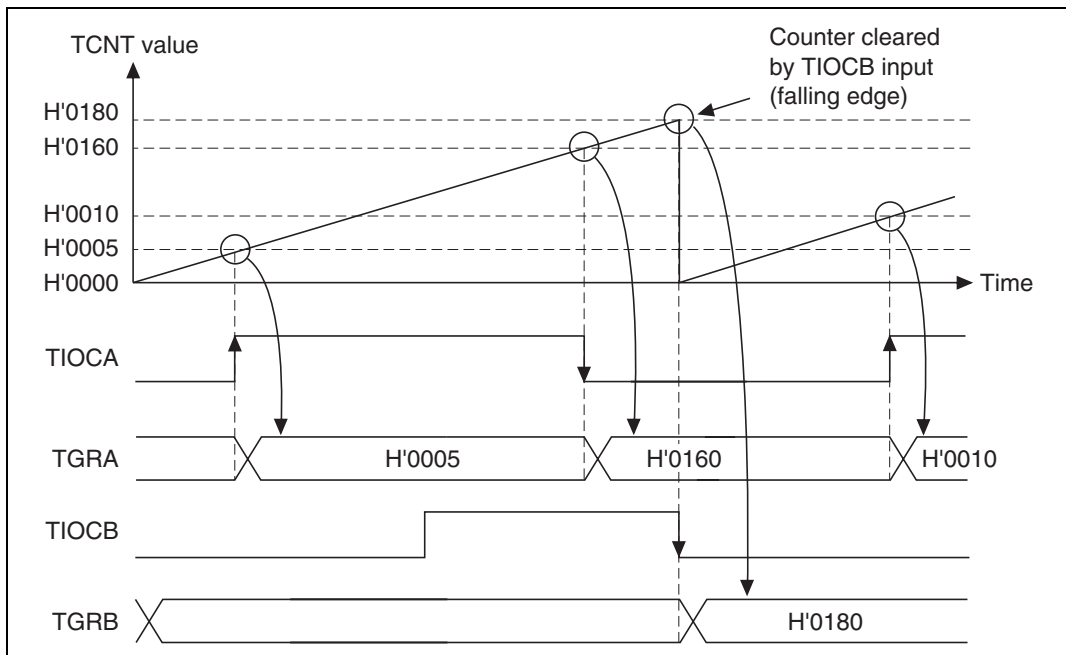 TCNT value
Counter cleared
by TIOCB input
(falling edge)
H'0180
H'0160
H'0010
H'0005
H'0000
Time
TIOCA
TGRA
H'0005
H'0160
H'0010
TIOCB
TGRB
H'0180